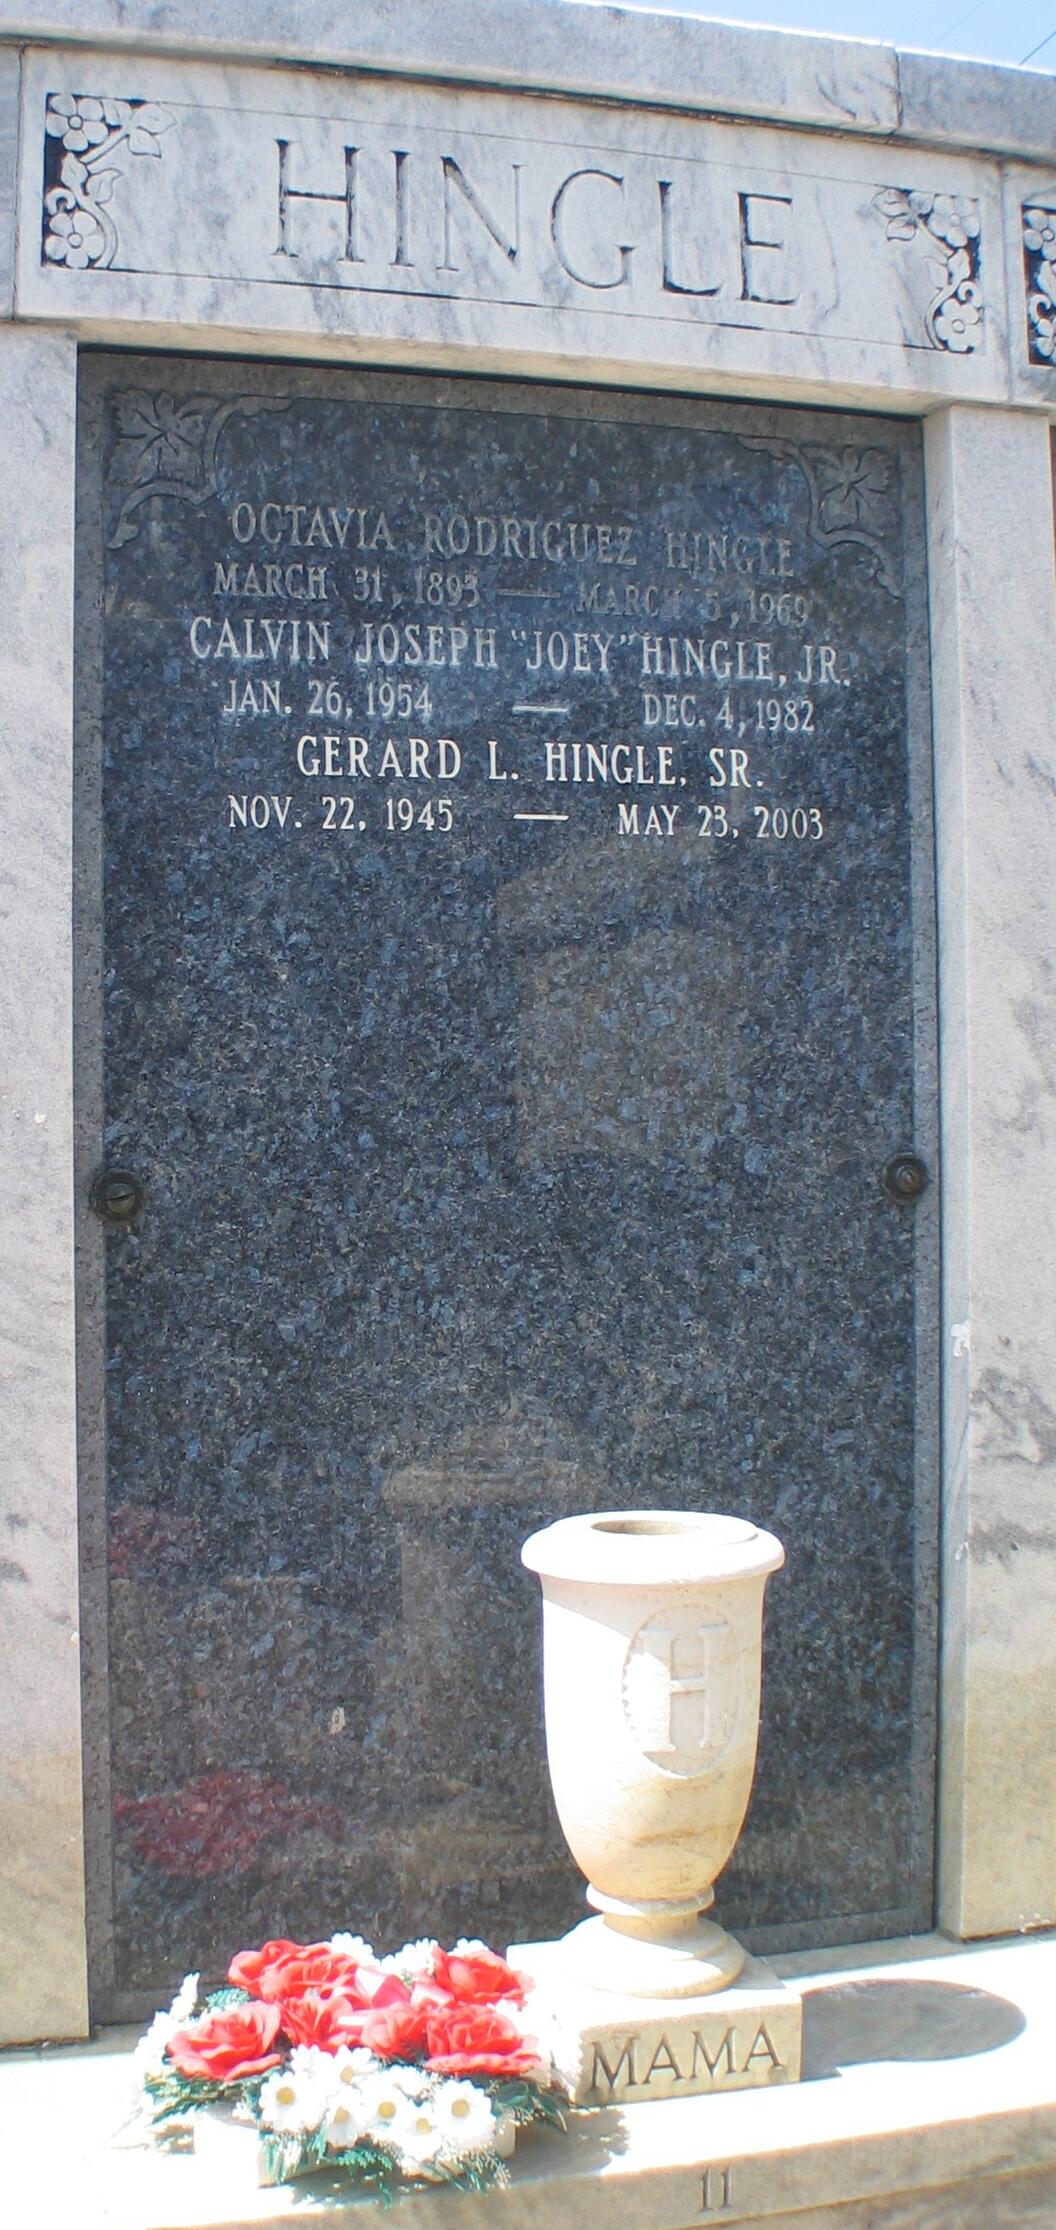 HINGLE
OCTAVIA RODRIGUEZ HINGLE
MARCH 31, 1893 — MARCH 5, 1969
CALVIN JOSEPH "JOEY" HINGLE, JR.
JAN. 26, 1954 — DEC. 4, 1982
GERARD L. HINGLE, SR.
NOV. 22, 1945 — MAY 23, 2003
H
MAMA
11